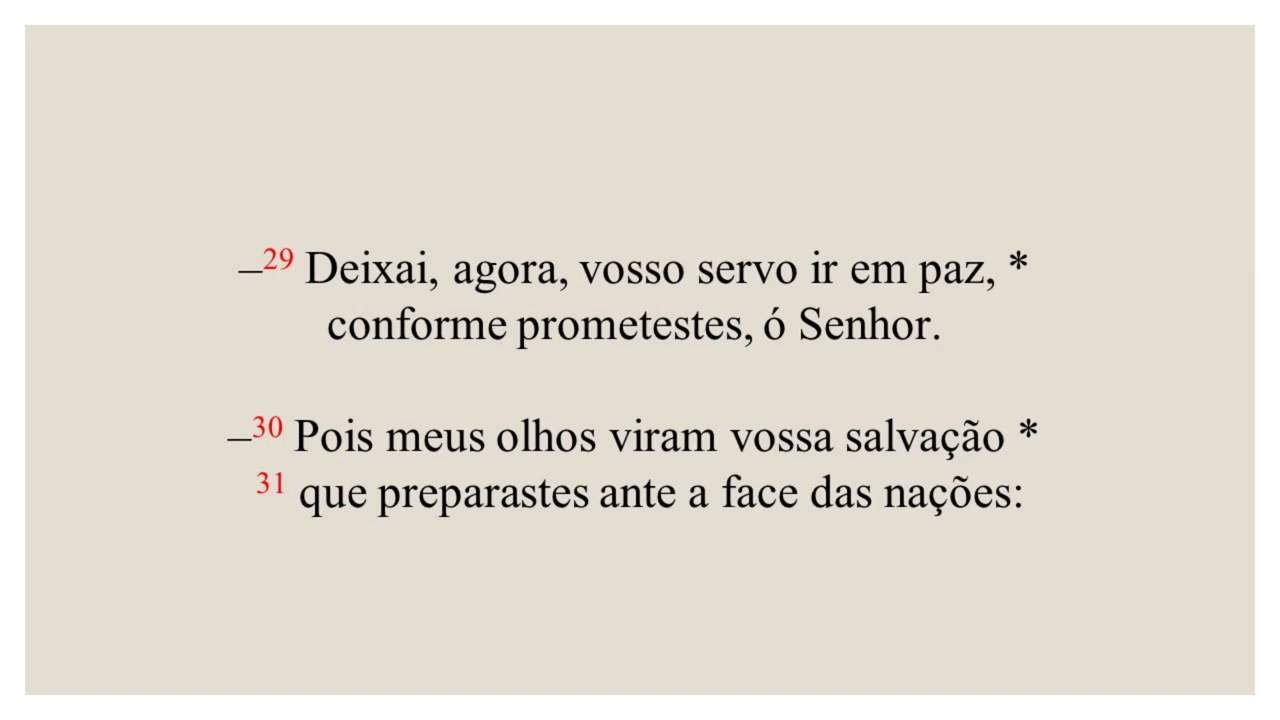 –29 Deixai, agora, vosso servo ir em paz, *
conforme prometestes, ó Senhor.
–30 Pois meus olhos viram vossa salvação *
31 que preparastes ante a face das nações: